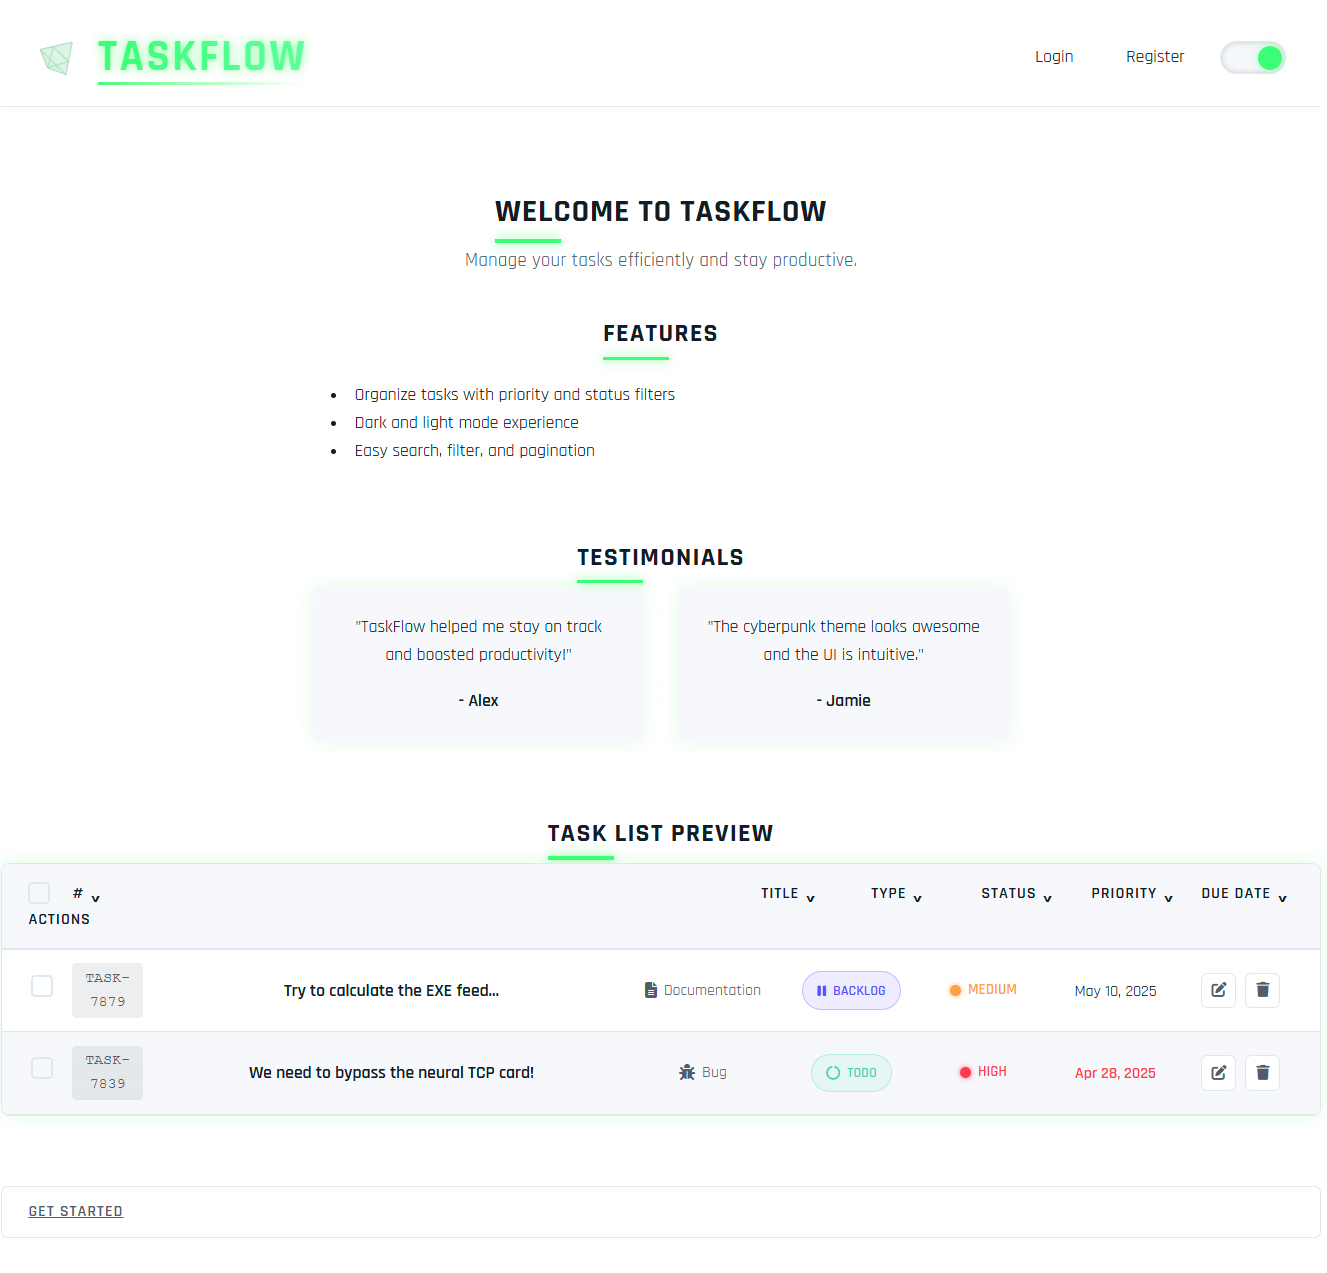 TASKFLOW
Login
Register
WELCOME TO TASKFLOW
Manage your tasks efficiently and stay productive.
FEATURES
Organize tasks with priority and status filters
Dark and light mode experience
Easy search, filter, and pagination
TESTIMONIALS
"TaskFlow helped me stay on track
and boosted productivity!"
- Alex
"The cyberpunk theme looks awesome
and the UI is intuitive."
- Jamie
TASK LIST PREVIEW
# TITLE TYPE STATUS PRIORITY DUE DATE
ACTIONS
TASK-
7879
Try to calculate the EXE feed...
Documentation
BACKLOG
MEDIUM
May 10, 2025
TASK-
7839
We need to bypass the neural TCP card!
Bug
TODO
HIGH
Apr 28, 2025
GET STARTED